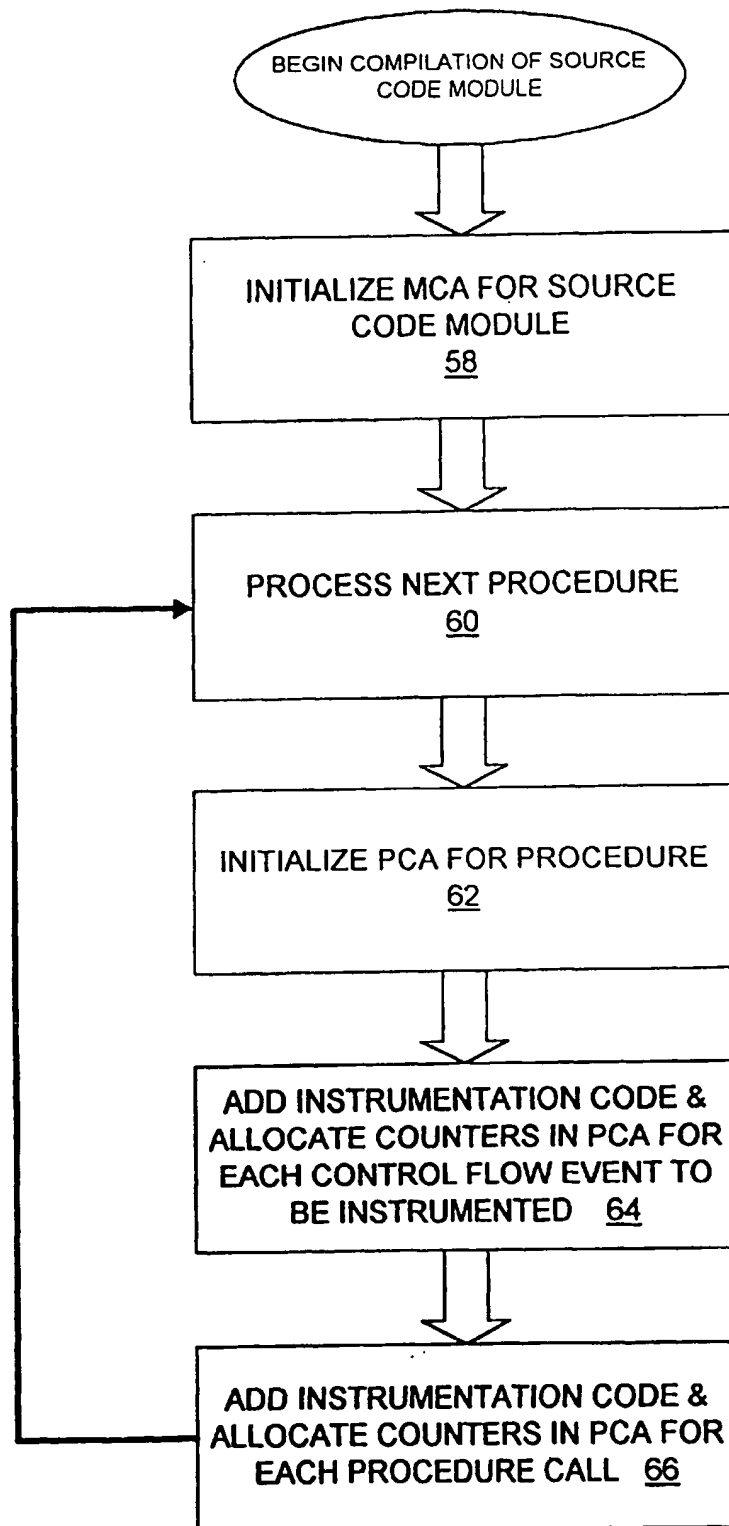 BEGIN COMPILATION OF SOURCE
CODE MODULE
INITIALIZE MCA FOR SOURCE
CODE MODULE
58
PROCESS NEXT PROCEDURE
60
INITIALIZE PCA FOR PROCEDURE
62
ADD INSTRUMENTATION CODE &
ALLOCATE COUNTERS IN PCA FOR
EACH CONTROL FLOW EVENT TO
BE INSTRUMENTED 64
ADD INSTRUMENTATION CODE &
ALLOCATE COUNTERS IN PCA FOR
EACH PROCEDURE CALL 66